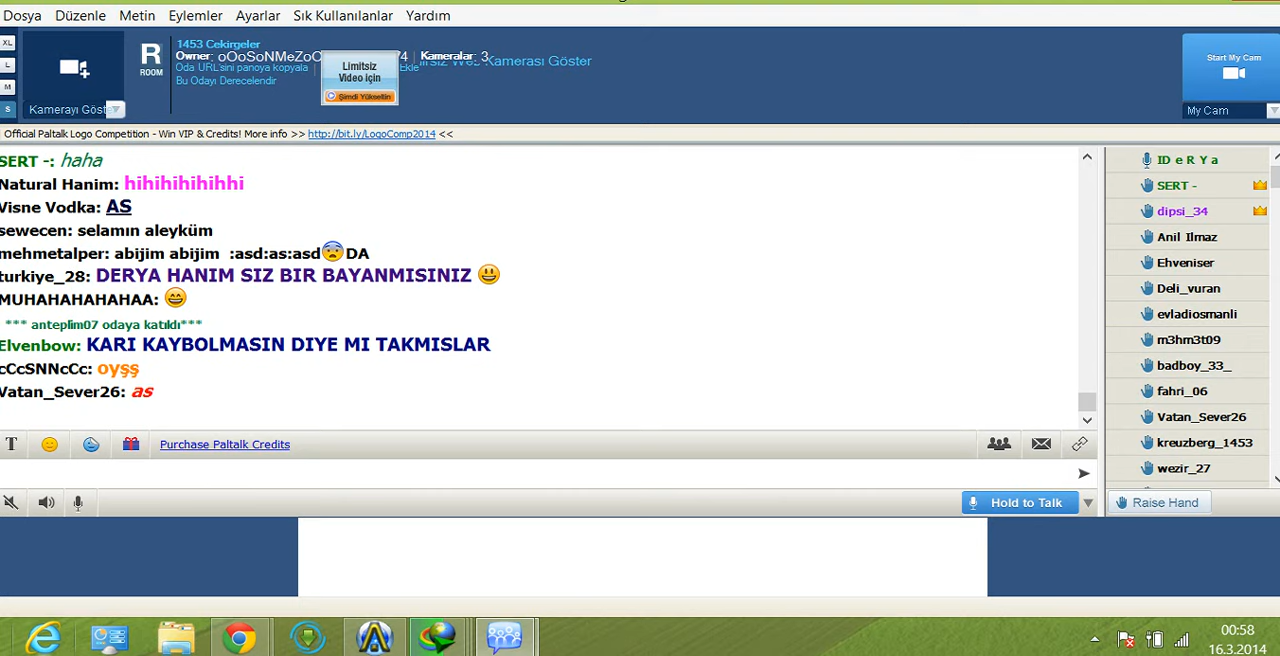 Dosya Düzenle Metin Eylemler Ayarlar Sık Kullanılanlar Yardım
XL
L
M
S
Kamerayı Göst
R
ROOM
1453 Cekirgeler
Owner: oOoSoNMeZoO 74 | Kameralar: 3
Oda URL'sini panoya kopyala | Ekle
Kamerası Göster
Bu Odayı Derecelendir
Limitsiz
Video için
Şimdi Yükseltin
Start My Cam
My Cam
Official Paltalk Logo Competition - Win VIP & Credits! More info >> http://bit.ly/LogoComp2014 <<
SERT -: haha
Natural Hanim: hihihihihihhi
Visne Vodka: AS
sewecen: selamın aleyküm
mehmetalper: abijim abijim :asd:as:asd DA
turkiye_28: DERYA HANIM SIZ BIR BAYANMISINIZ
MUHAHAHAHAHAA:
*** anteplim07 odaya katıldı***
Elvenbow: KARI KAYBOLMASIN DIYE MI TAKMISLAR
cCcSNNcCc: oyşş
Vatan_Sever26: as
ID e R Y a
SERT -
dipsi_34
Anil Ilmaz
Ehveniser
Deli_vuran
evladiosmanli
m3hm3t09
badboy_33_
fahri_06
Vatan_Sever26
kreuzberg_1453
wezir_27
T Purchase Paltalk Credits
Hold to Talk
Raise Hand
00:58
16.3.2014